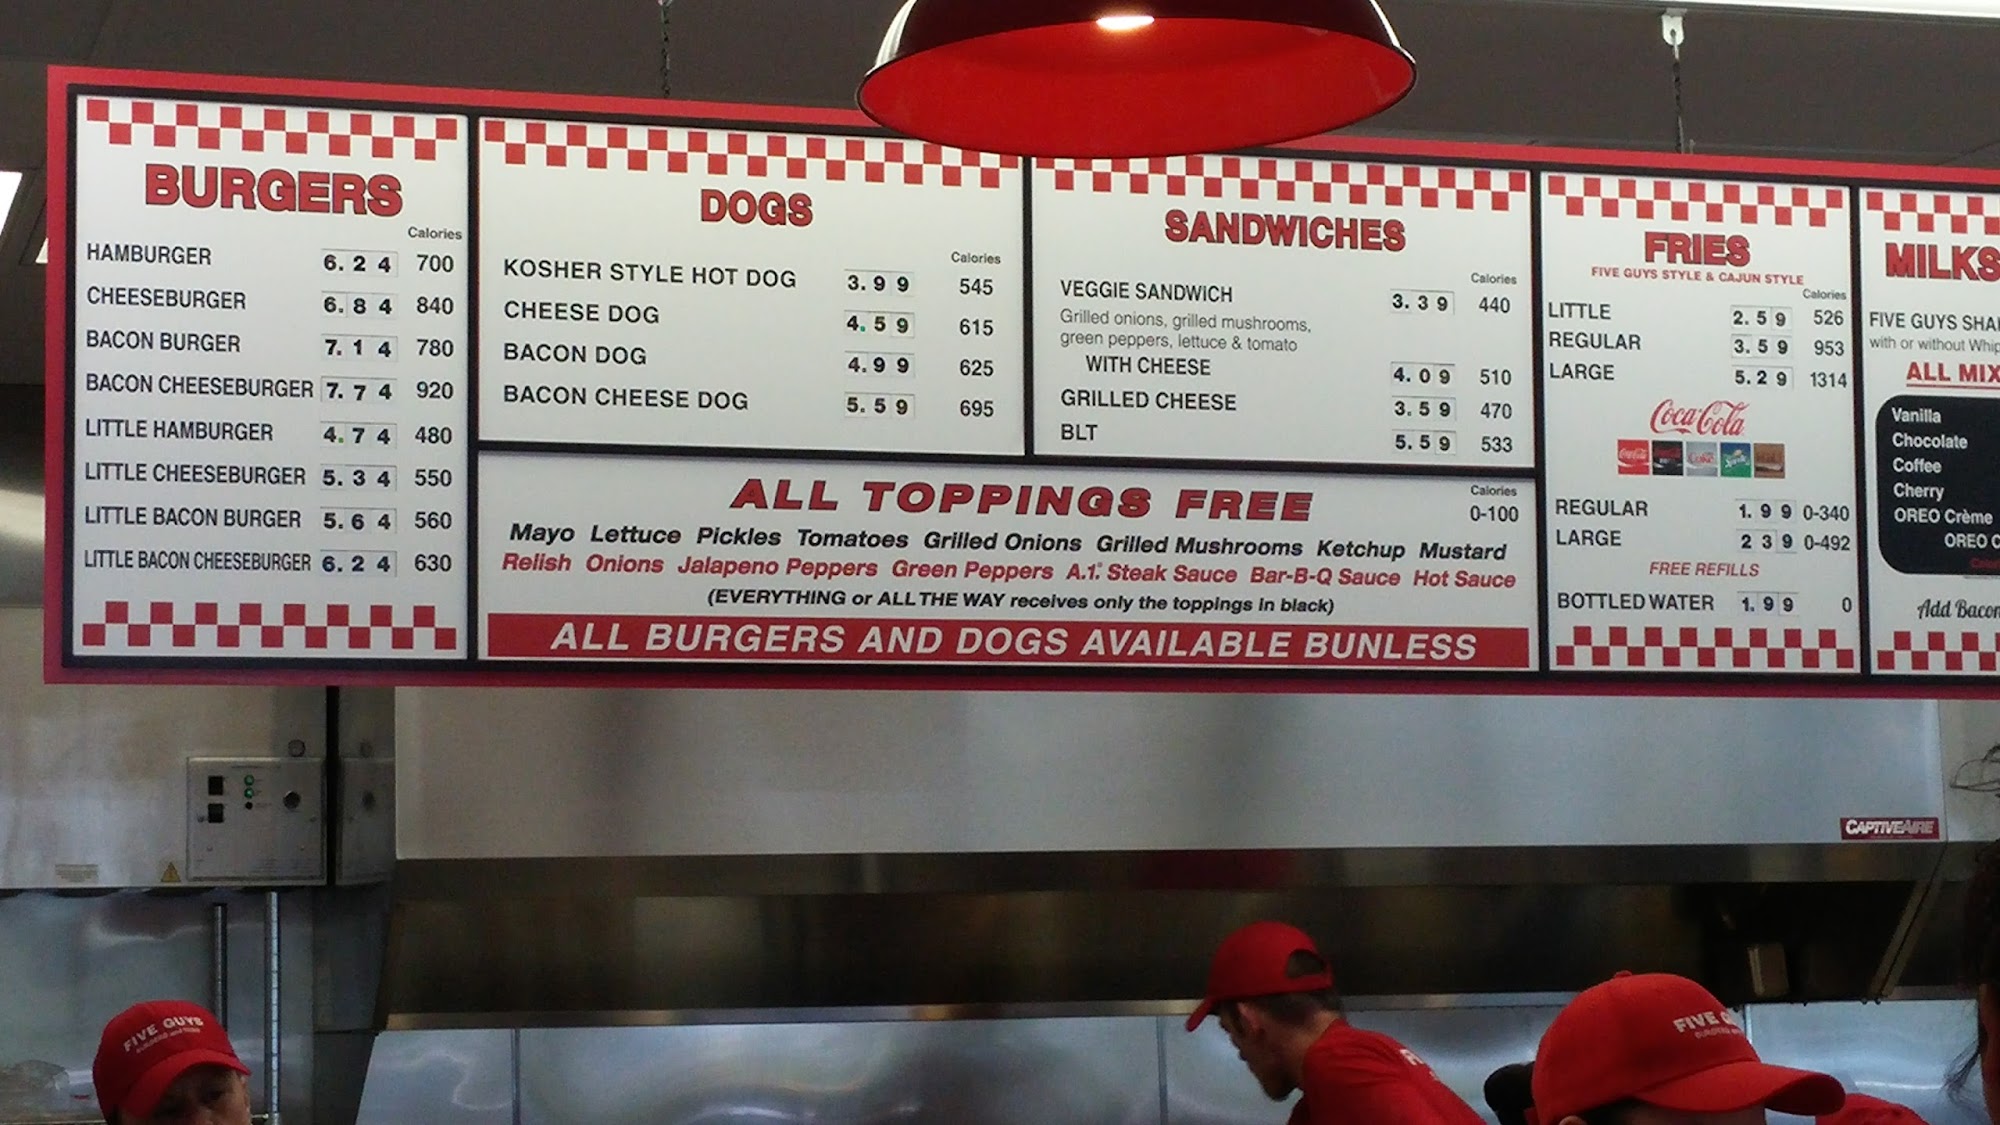 BURGERS
Calories
HAMBURGER 6.24 700
CHEESEBURGER 6.84 840
BACON BURGER 7.14 780
BACON CHEESEBURGER 7.74 920
LITTLE HAMBURGER 4.74 480
LITTLE CHEESEBURGER 5.34 550
LITTLE BACON BURGER 5.64 560
LITTLE BACON CHEESEBURGER 6.24 630
DOGS
Calories
KOSHER STYLE HOT DOG 3.99 545
CHEESE DOG 4.59 615
BACON DOG 4.99 625
BACON CHEESE DOG 5.59 695
SANDWICHES
Calories
VEGGIE SANDWICH 3.39 440
Grilled onions, grilled mushrooms,
green peppers, lettuce & tomato
WITH CHEESE 4.09 510
GRILLED CHEESE 3.59 470
BLT 5.59 533
ALL TOPPINGS FREE
Calories
0-100
Mayo Lettuce Pickles Tomatoes Grilled Onions Grilled Mushrooms Ketchup Mustard
Relish Onions Jalapeno Peppers Green Peppers A.1.® Steak Sauce Bar-B-Q Sauce Hot Sauce
(EVERYTHING or ALL THE WAY receives only the toppings in black)
ALL BURGERS AND DOGS AVAILABLE BUNLESS
FRIES
FIVE GUYS STYLE & CAJUN STYLE
Calories
LITTLE 2.59 526
REGULAR 3.59 953
LARGE 5.29 1314
Coca-Cola
REGULAR 1.99 0-340
LARGE 2 39 0-492
FREE REFILLS
BOTTLED WATER 1.99 0
MILKS
FIVE GUYS SHA
with or without Whip
ALL MIX
Vanilla
Chocolate
Coffee
Cherry
OREO Crème
OREO C
Add Bacon
CAPTIVEAIRE
FIVE GUYS
FIVE G